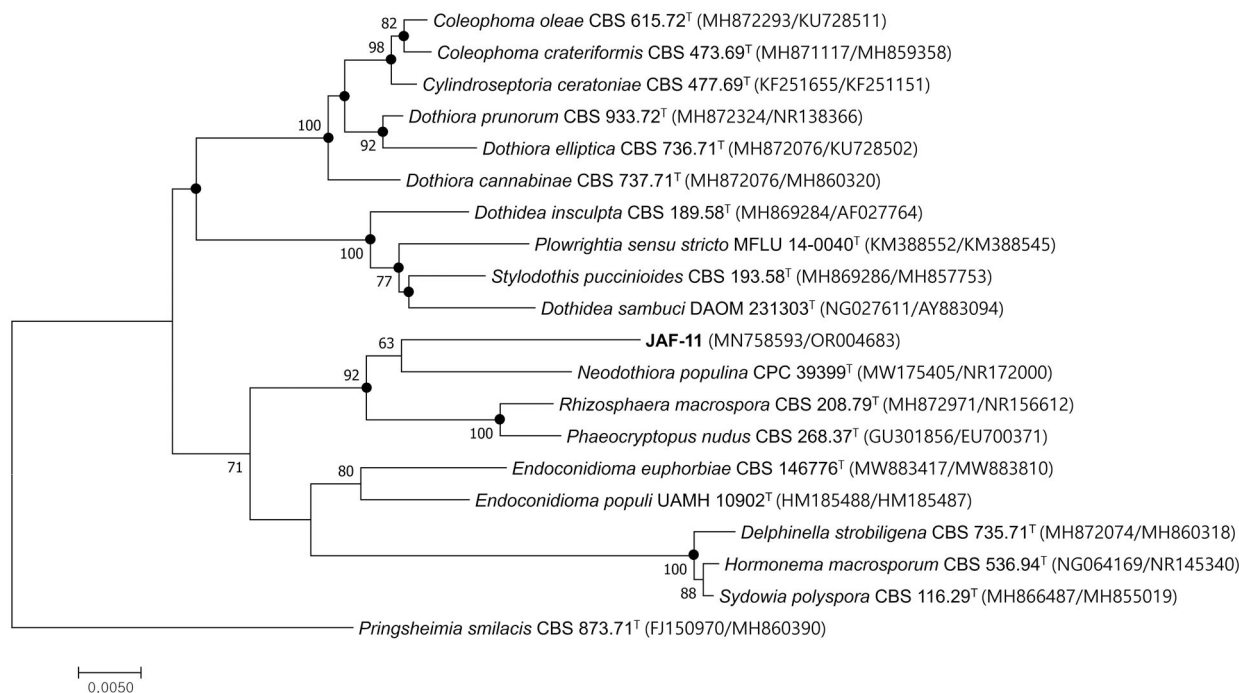 82
Coleophoma oleae CBS 615.72ᵀ (MH872293/KU728511)
98
Coleophoma crateriformis CBS 473.69ᵀ (MH871117/MH859358)
Cylindroseptoria ceratoniae CBS 477.69ᵀ (KF251655/KF251151)
100
Dothiora prunorum CBS 933.72ᵀ (MH872324/NR138366)
92
Dothiora elliptica CBS 736.71ᵀ (MH872076/KU728502)
Dothiora cannabinae CBS 737.71ᵀ (MH872076/MH860320)
Dothidea insculpta CBS 189.58ᵀ (MH869284/AF027764)
100
Plowrightia sensu stricto MFLU 14-0040ᵀ (KM388552/KM388545)
77
Stylodothis puccinioides CBS 193.58ᵀ (MH869286/MH857753)
Dothidea sambuci DAOM 231303ᵀ (NG027611/AY883094)
63
JAF-11 (MN758593/OR004683)
92
Neodothiora populina CPC 39399ᵀ (MW175405/NR172000)
Rhizosphaera macrospora CBS 208.79ᵀ (MH872971/NR156612)
100
Phaeocryptopus nudus CBS 268.37ᵀ (GU301856/EU700371)
71
80
Endoconidioma euphorbiae CBS 146776ᵀ (MW883417/MW883810)
Endoconidioma populi UAMH 10902ᵀ (HM185488/HM185487)
Delphinella strobiligena CBS 735.71ᵀ (MH872074/MH860318)
100
Hormonema macrosporum CBS 536.94ᵀ (NG064169/NR145340)
88
Sydowia polyspora CBS 116.29ᵀ (MH866487/MH855019)
Pringsheimia smilacis CBS 873.71ᵀ (FJ150970/MH860390)
0.0050